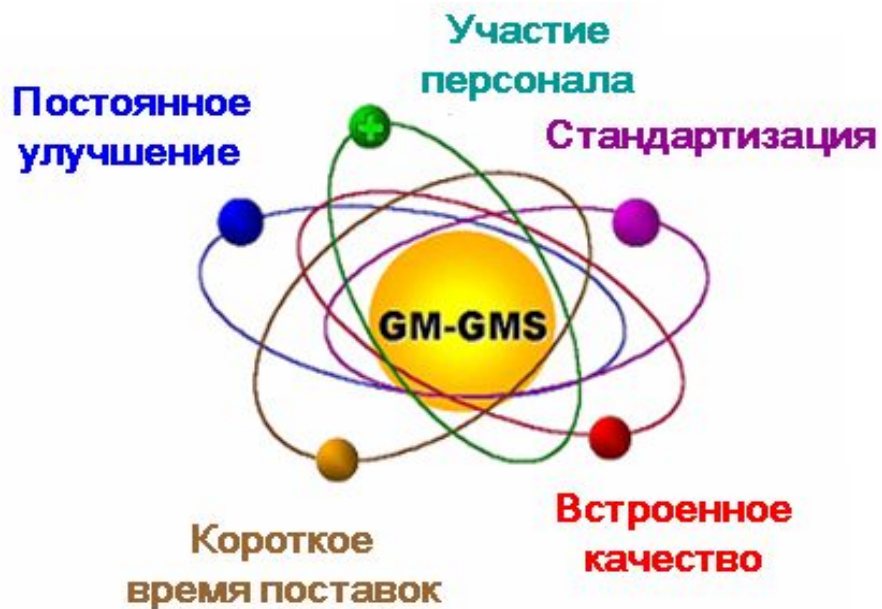 Участие
персонала
Постоянное
улучшение
Стандартизация
GM-GMS
Встроенное
качество
Короткое
время поставок